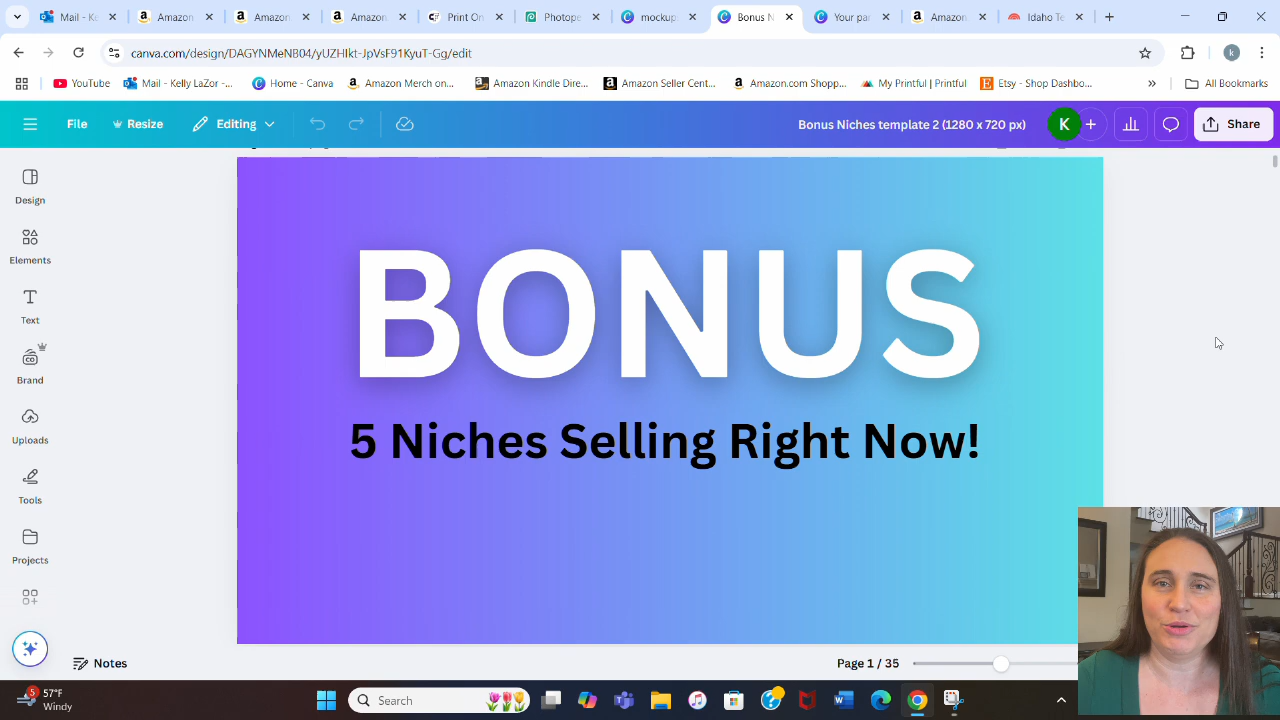 Mail - K
Amazon
Amazon
Amazon
Print On
Photope
mockup
Bonus N
Your par
Amazon
Idaho Te
canva.com/design/DAGYNMeNB04/yUZHIkt-JpVsF91KyuT-Gg/edit
k
YouTube
Mail - Kelly LaZor -...
Home - Canva
Amazon Merch on...
Amazon Kindle Dire...
Amazon Seller Cent...
Amazon.com Shopp...
My Printful | Printful
Etsy - Shop Dashbo...
All Bookmarks
File
Resize
Editing
Bonus Niches template 2 (1280 x 720 px)
K
Share
Design
Elements
Text
Brand
Uploads
Tools
Projects
BONUS
5 Niches Selling Right Now!
Notes
Page 1 / 35
5
57°F
Windy
Search